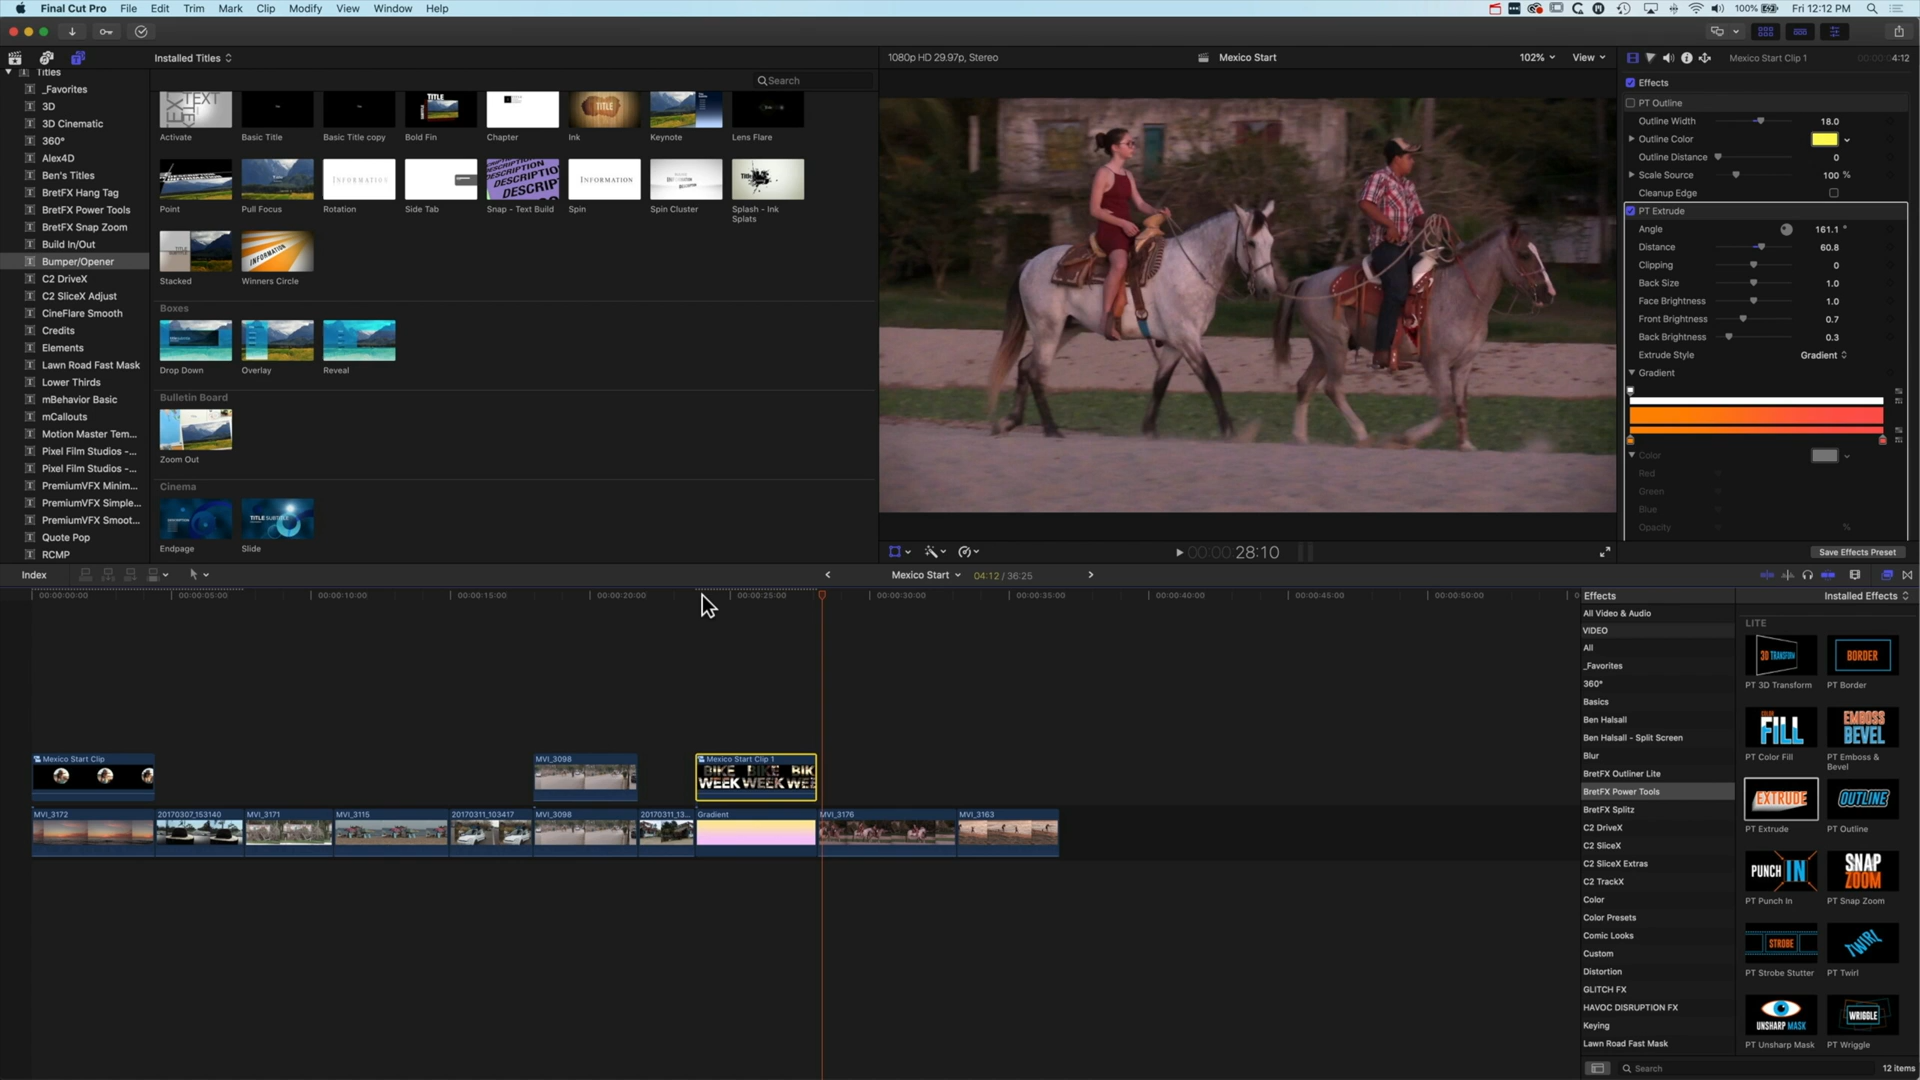 Final Cut Pro File Edit Trim Mark Clip Modify View Window Help
100% Fri 12:12 PM
Installed Titles
1080p HD 29.97p, Stereo
Mexico Start
102%
View
Mexico Start Clip 1
4:12
Titles
_Favorites
3D
3D Cinematic
360°
Alex4D
Ben's Titles
BretFX Hang Tag
BretFX Power Tools
BretFX Snap Zoom
Build In/Out
Bumper/Opener
C2 DriveX
C2 SliceX Adjust
CineFlare Smooth
Credits
Elements
Lawn Road Fast Mask
Lower Thirds
mBehavior Basic
mCallouts
Motion Master Tem...
Pixel Film Studios -...
Pixel Film Studios -...
PremiumVFX Minim...
PremiumVFX Simple...
PremiumVFX Smoot...
Quote Pop
RCMP
Search
Activate
Basic Title
Basic Title copy
Bold Fin
Chapter
Ink
Keynote
Lens Flare
Point
Pull Focus
Rotation
Side Tab
Snap - Text Build
Spin
Spin Cluster
Splash - Ink Splats
Stacked
Winners Circle
Boxes
Drop Down
Overlay
Reveal
Bulletin Board
Zoom Out
Cinema
Endpage
Slide
00:00:28:10
Effects
PT Outline
Outline Width 18.0
Outline Color
Outline Distance 0
Scale Source 100 %
Cleanup Edge
PT Extrude
Angle 161.1 °
Distance 60.8
Clipping 0
Back Size 1.0
Face Brightness 1.0
Front Brightness 0.7
Back Brightness 0.3
Extrude Style Gradient
Gradient
Color
Red
Green
Blue
Opacity %
Save Effects Preset
Index
Mexico Start 04:12 / 36:25
00:00:00:00 00:00:05:00 00:00:10:00 00:00:15:00 00:00:20:00 00:00:25:00 00:00:30:00 00:00:35:00 00:00:40:00 00:00:45:00 00:00:50:00
Mexico Start Clip
MVI_3098
Mexico Start Clip 1
BIKE BIKE BIK
WEEK WEEK WEE
MVI_3172
20170307_153140
MVI_3171
MVI_3115
20170311_103417
MVI_3098
20170311_13...
Gradient
MVI_3176
MVI_3163
Effects
Installed Effects
All Video & Audio
VIDEO
All
_Favorites
360°
Basics
Ben Halsall
Ben Halsall - Split Screen
Blur
BretFX Outliner Lite
BretFX Power Tools
BretFX Splitz
C2 DriveX
C2 SliceX
C2 SliceX Extras
C2 TrackX
Color
Color Presets
Comic Looks
Custom
Distortion
GLITCH FX
HAVOC DISRUPTION FX
Keying
Lawn Road Fast Mask
LITE
3D TRANSFORM
PT 3D Transform
BORDER
PT Border
COLOR FILL
PT Color Fill
EMBOSS BEVEL
PT Emboss & Bevel
EXTRUDE
PT Extrude
OUTLINE
PT Outline
PUNCH IN
PT Punch In
SNAP ZOOM
PT Snap Zoom
STROBE
PT Strobe Stutter
TWIRL
PT Twirl
UNSHARP MASK
PT Unsharp Mask
WRIGGLE
PT Wriggle
Search
12 items